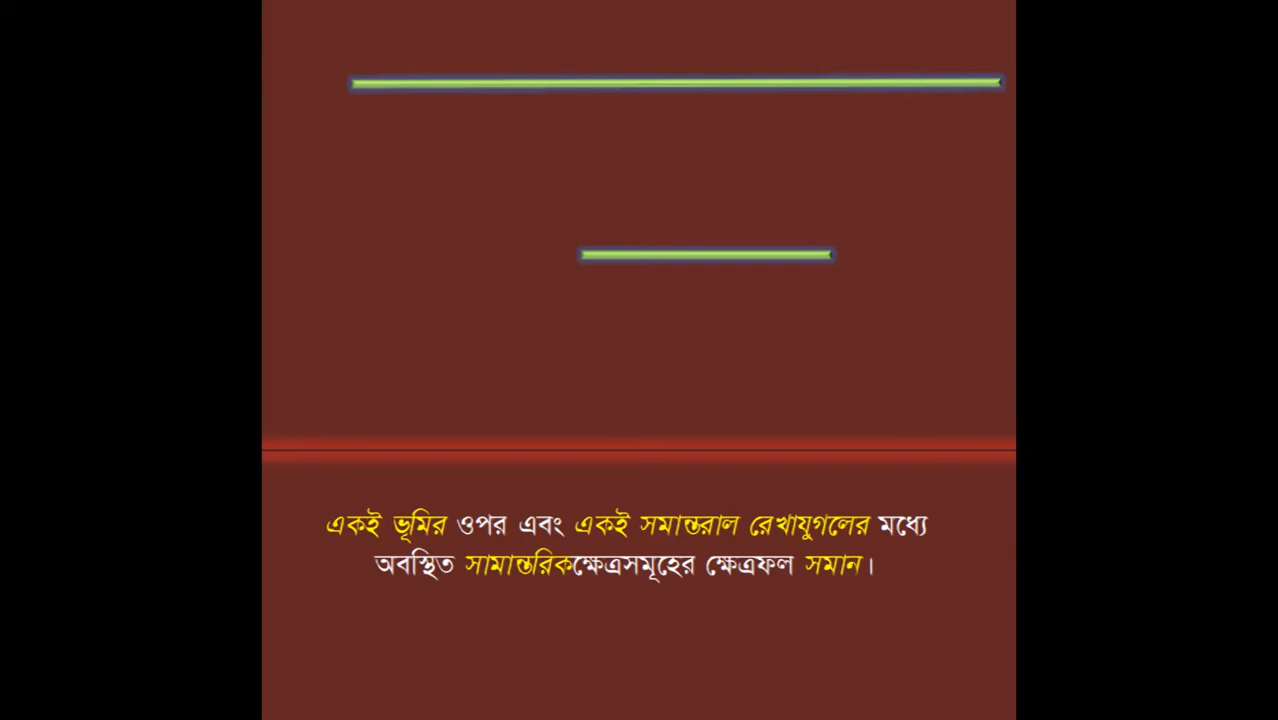 একই ভূমির ওপর এবং একই সমান্তরাল রেখাযুগলের মধ্যে
অবস্থিত সামান্তরিকক্ষেত্রসমূহের ক্ষেত্রফল সমান।